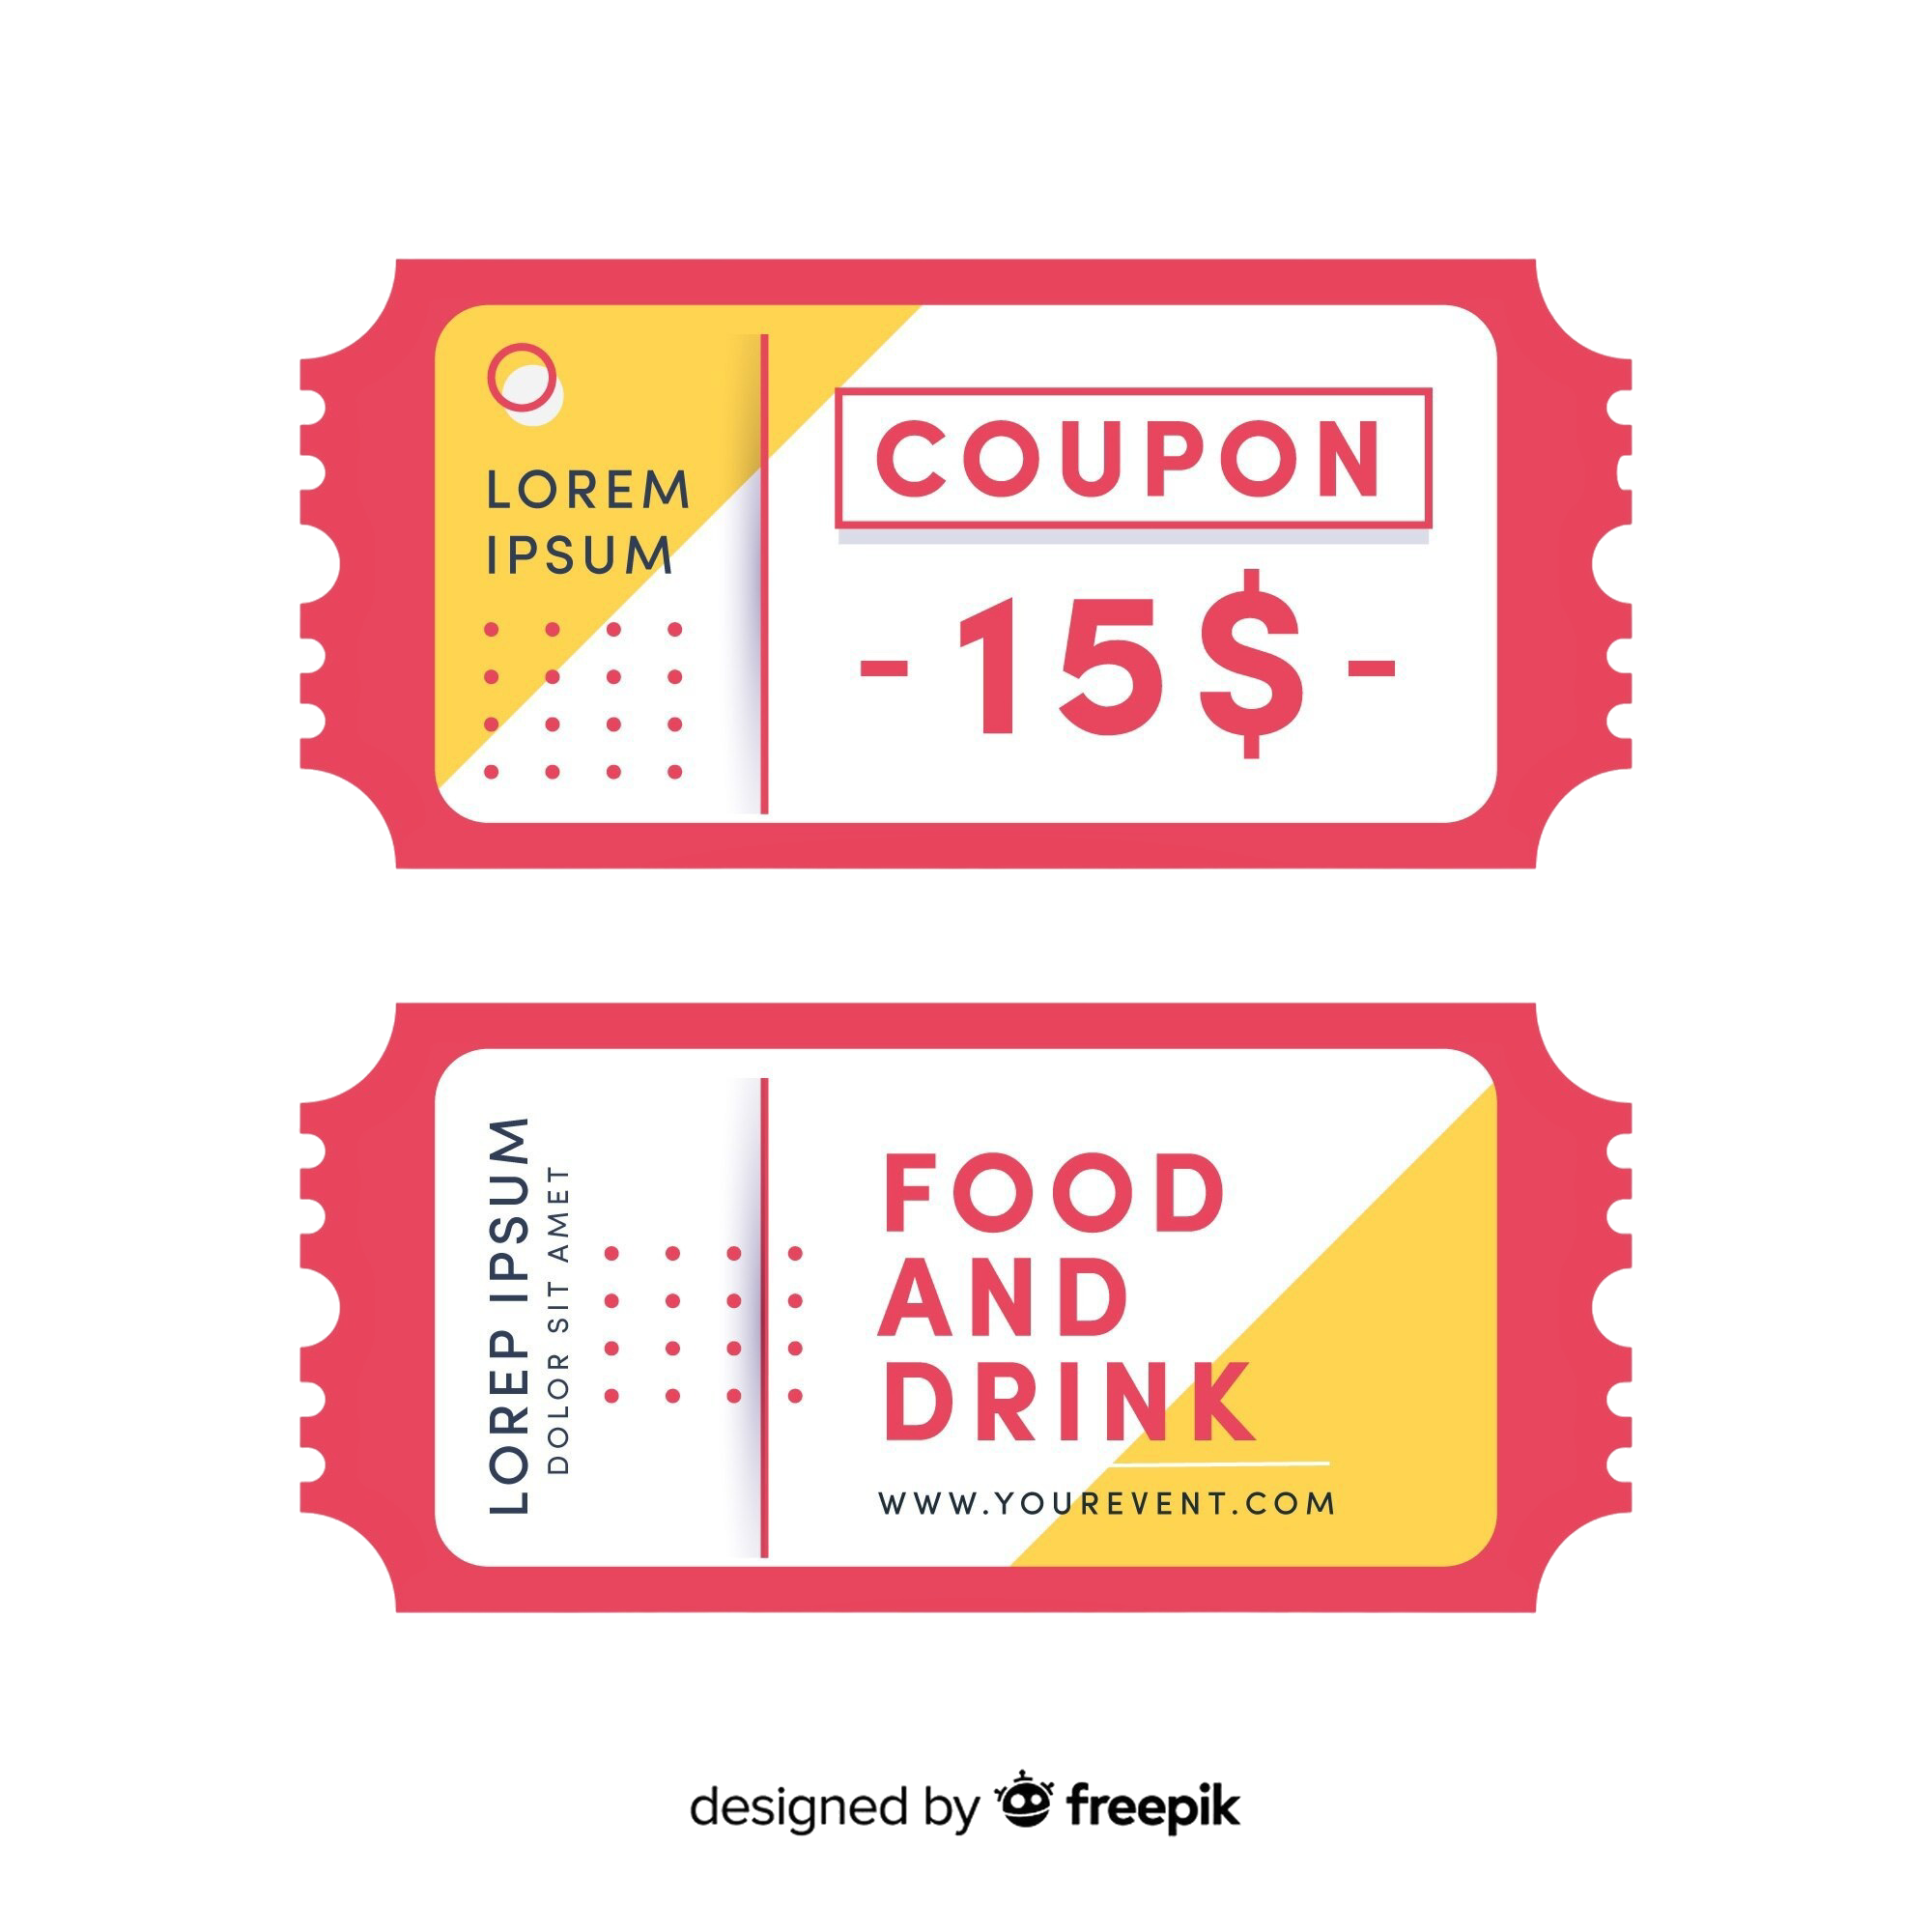 LOREM
IPSUM
COUPON
- 15$ -
LOREP IPSUM
DOLOR SIT AMET
FOOD
AND
DRINK
WWW.YOUREVENT.COM
designed by freepik